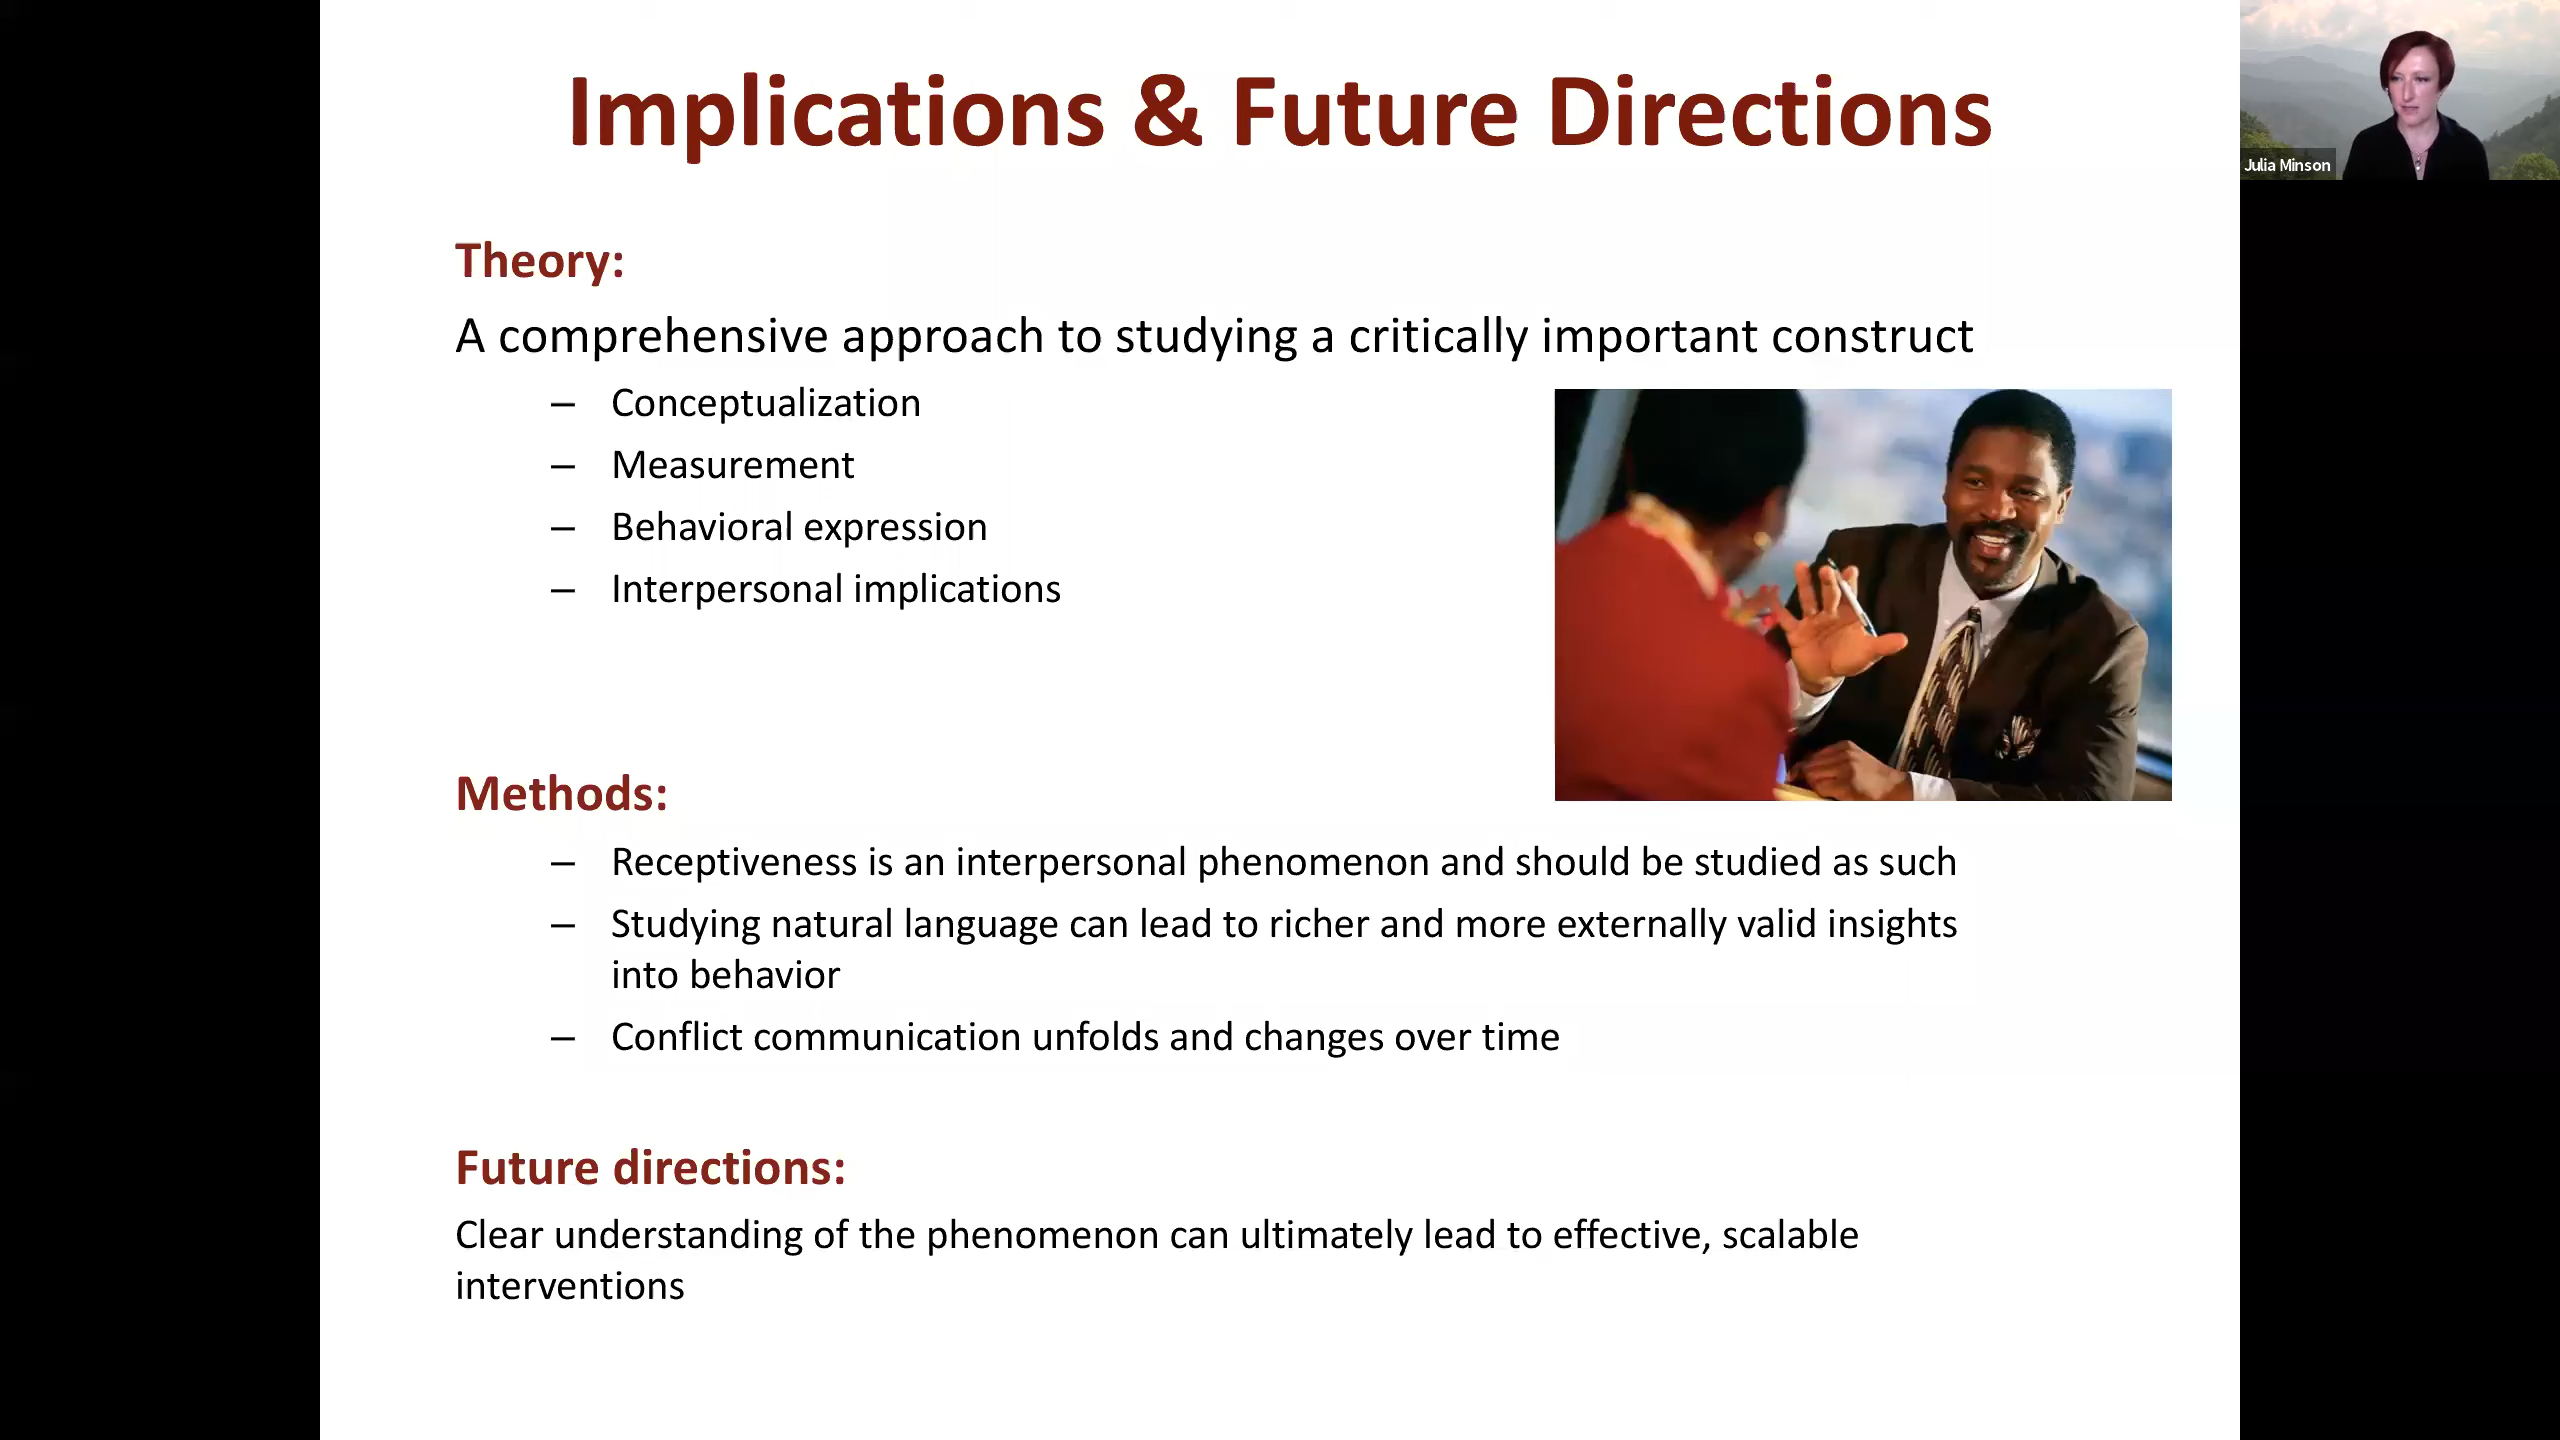 Implications & Future Directions
Julia Minson
Theory:
A comprehensive approach to studying a critically important construct
– Conceptualization
– Measurement
– Behavioral expression
– Interpersonal implications
Methods:
– Receptiveness is an interpersonal phenomenon and should be studied as such
– Studying natural language can lead to richer and more externally valid insights
into behavior
– Conflict communication unfolds and changes over time
Future directions:
Clear understanding of the phenomenon can ultimately lead to effective, scalable
interventions